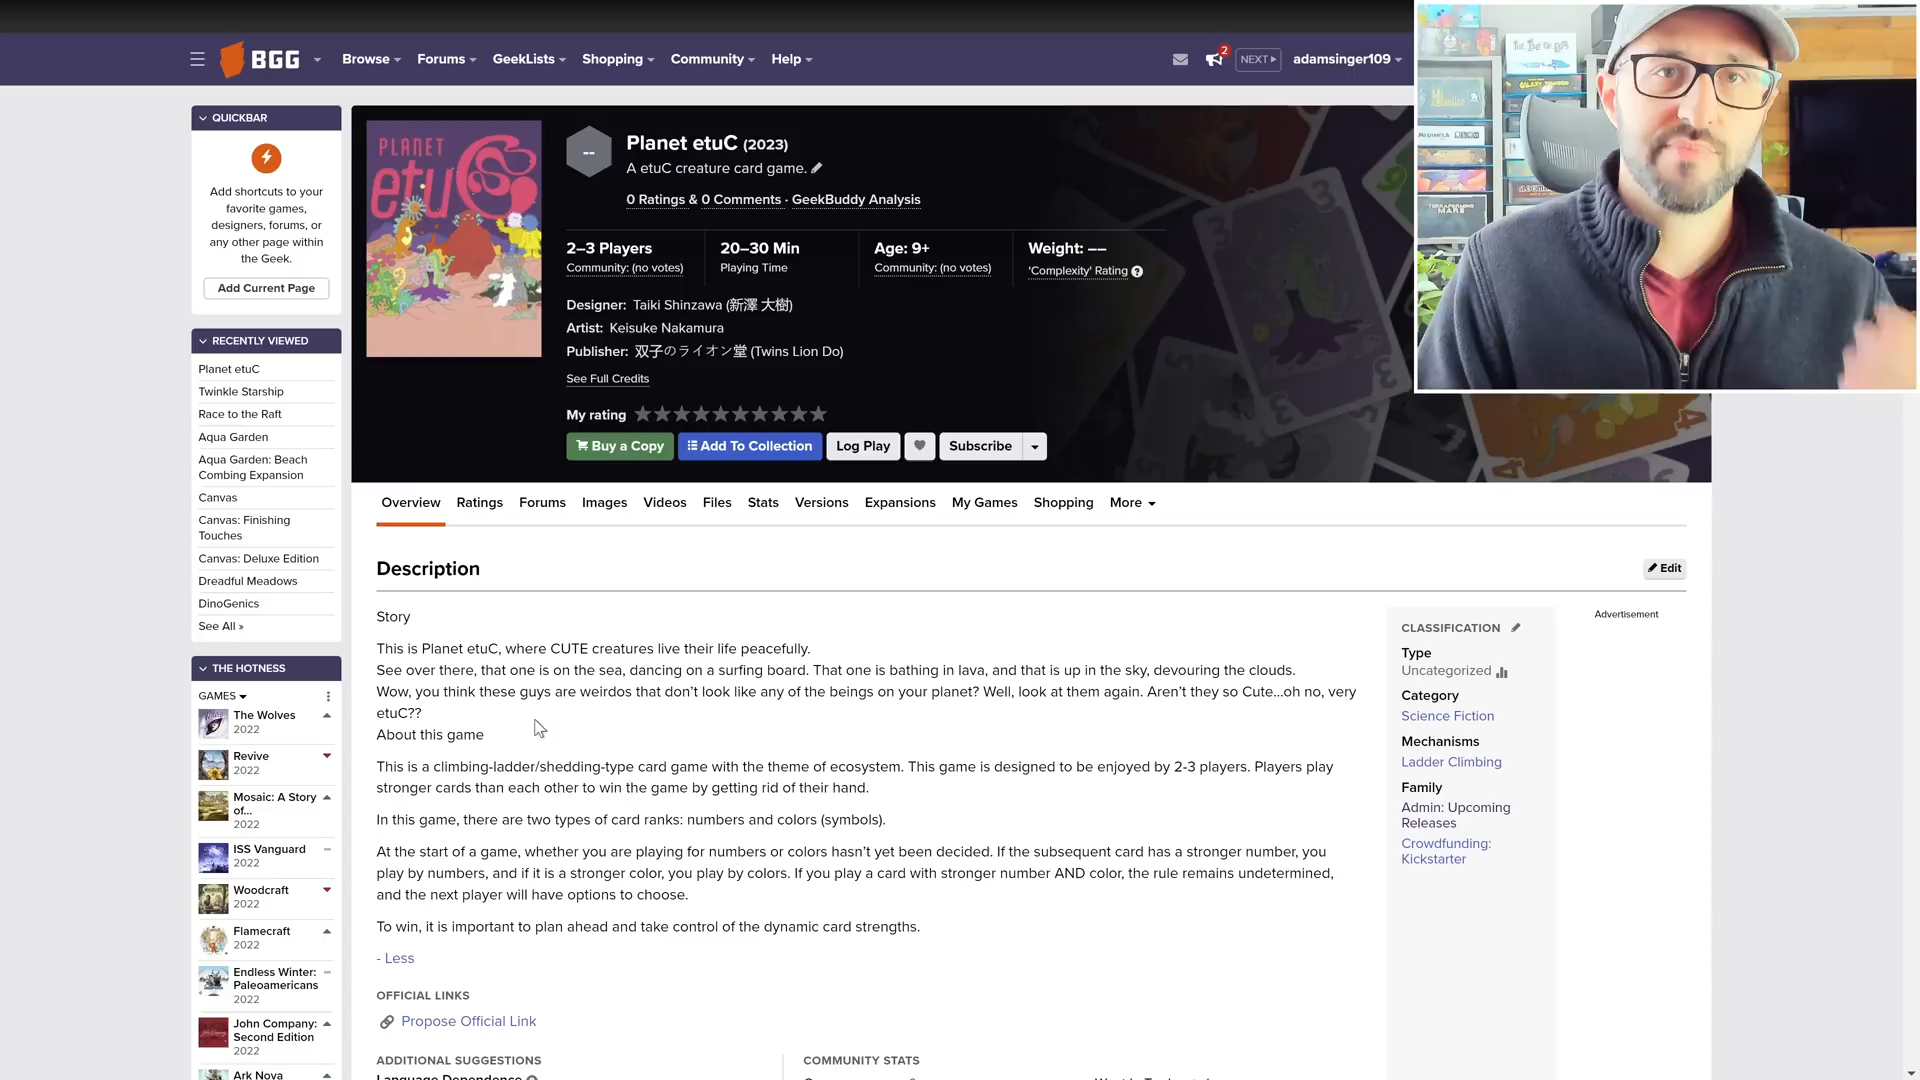 BGG
Browse
Forums
GeekLists
Shopping
Community
Help
2
NEXT
adamsinger109
QUICKBAR
Add shortcuts to your
favorite games,
designers, forums, or
any other page within
the Geek.
Add Current Page
RECENTLY VIEWED
Planet etuC
Twinkle Starship
Race to the Raft
Aqua Garden
Aqua Garden: Beach
Combing Expansion
Canvas
Canvas: Finishing
Touches
Canvas: Deluxe Edition
Dreadful Meadows
DinoGenics
See All »
THE HOTNESS
GAMES
The Wolves
2022
Revive
2022
Mosaic: A Story
of...
2022
ISS Vanguard
2022
Woodcraft
2022
Flamecraft
2022
Endless Winter:
Paleoamericans
2022
John Company:
Second Edition
2022
Ark Nova
PLANET
etuC
--
Planet etuC (2023)
A etuC creature card game.
0 Ratings & 0 Comments · GeekBuddy Analysis
2–3 Players
Community: (no votes)
20–30 Min
Playing Time
Age: 9+
Community: (no votes)
Weight: ––
'Complexity' Rating
Designer: Taiki Shinzawa (新澤 大樹)
Artist: Keisuke Nakamura
Publisher: 双子のライオン堂 (Twins Lion Do)
See Full Credits
My rating
Buy a Copy
Add To Collection
Log Play
Subscribe
Overview
Ratings
Forums
Images
Videos
Files
Stats
Versions
Expansions
My Games
Shopping
More
Description
Edit
Story
This is Planet etuC, where CUTE creatures live their life peacefully.
See over there, that one is on the sea, dancing on a surfing board. That one is bathing in lava, and that is up in the sky, devouring the clouds.
Wow, you think these guys are weirdos that don't look like any of the beings on your planet? Well, look at them again. Aren't they so Cute...oh no, very
etuC??
About this game
This is a climbing-ladder/shedding-type card game with the theme of ecosystem. This game is designed to be enjoyed by 2-3 players. Players play
stronger cards than each other to win the game by getting rid of their hand.
In this game, there are two types of card ranks: numbers and colors (symbols).
At the start of a game, whether you are playing for numbers or colors hasn't yet been decided. If the subsequent card has a stronger number, you
play by numbers, and if it is a stronger color, you play by colors. If you play a card with stronger number AND color, the rule remains undetermined,
and the next player will have options to choose.
To win, it is important to plan ahead and take control of the dynamic card strengths.
- Less
OFFICIAL LINKS
Propose Official Link
ADDITIONAL SUGGESTIONS
Language Dependence
COMMUNITY STATS
CLASSIFICATION
Type
Uncategorized
Category
Science Fiction
Mechanisms
Ladder Climbing
Family
Admin: Upcoming
Releases
Crowdfunding:
Kickstarter
Advertisement
TERRAFORMING
MARS